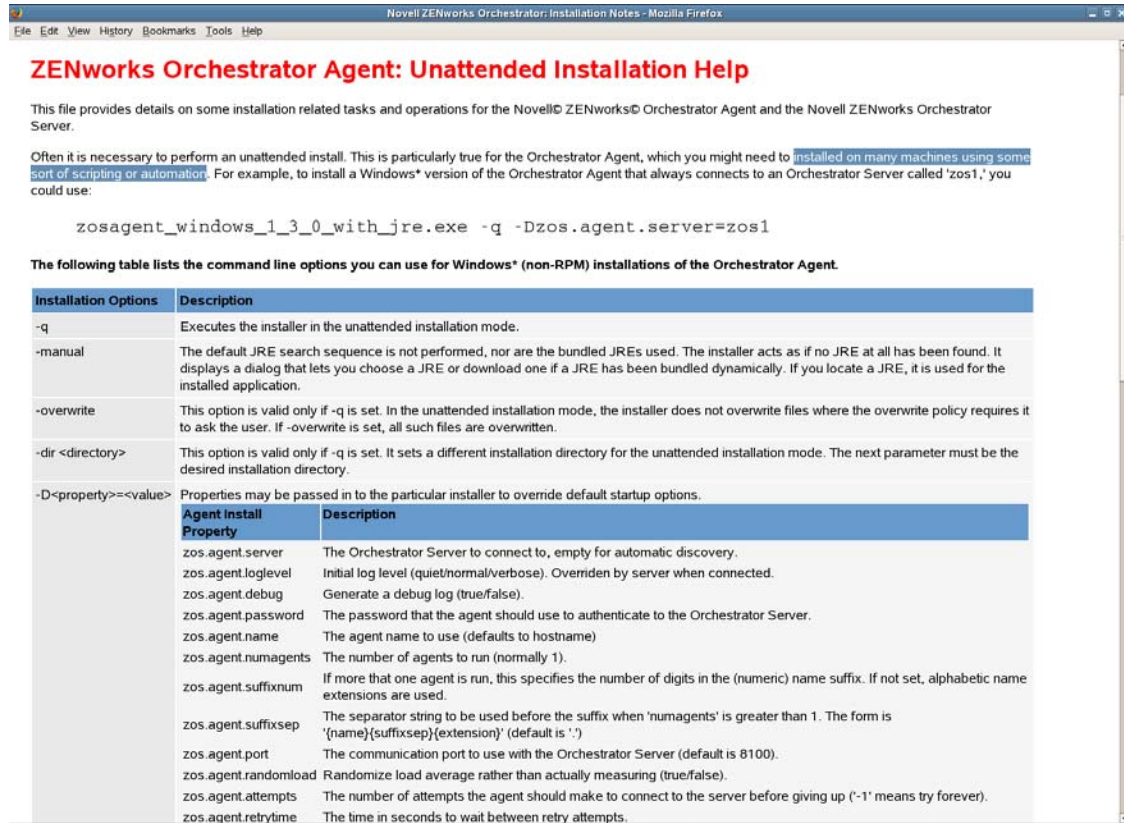 Novell ZENworks Orchestrator: Installation Notes - Mozilla Firefox
File Edit View History Bookmarks Tools Help
ZENworks Orchestrator Agent: Unattended Installation Help
This file provides details on some installation related tasks and operations for the Novell© ZENworks© Orchestrator Agent and the Novell ZENworks Orchestrator
Server.
Often it is necessary to perform an unattended install. This is particularly true for the Orchestrator Agent, which you might need to installed on many machines using some
sort of scripting or automation. For example, to install a Windows* version of the Orchestrator Agent that always connects to an Orchestrator Server called 'zos1,' you
could use:
zosagent_windows_1_3_0_with_jre.exe -q -Dzos.agent.server=zos1
The following table lists the command line options you can use for Windows* (non-RPM) installations of the Orchestrator Agent.
Installation Options Description
-q Executes the installer in the unattended installation mode.
-manual The default JRE search sequence is not performed, nor are the bundled JREs used. The installer acts as if no JRE at all has been found. It
displays a dialog that lets you choose a JRE or download one if a JRE has been bundled dynamically. If you locate a JRE, it is used for the
installed application.
-overwrite This option is valid only if -q is set. In the unattended installation mode, the installer does not overwrite files where the overwrite policy requires it
to ask the user. If -overwrite is set, all such files are overwritten.
-dir <directory> This option is valid only if -q is set. It sets a different installation directory for the unattended installation mode. The next parameter must be the
desired installation directory.
-D<property>=<value> Properties may be passed in to the particular installer to override default startup options.
Agent Install Description
Property
zos.agent.server The Orchestrator Server to connect to, empty for automatic discovery.
zos.agent.loglevel Initial log level (quiet/normal/verbose). Overriden by server when connected.
zos.agent.debug Generate a debug log (true/false).
zos.agent.password The password that the agent should use to authenticate to the Orchestrator Server.
zos.agent.name The agent name to use (defaults to hostname)
zos.agent.numagents The number of agents to run (normally 1).
zos.agent.suffixnum If more that one agent is run, this specifies the number of digits in the (numeric) name suffix. If not set, alphabetic name
extensions are used.
zos.agent.suffixsep The separator string to be used before the suffix when 'numagents' is greater than 1. The form is
'{name}{suffixsep}{extension}' (default is '.')
zos.agent.port The communication port to use with the Orchestrator Server (default is 8100).
zos.agent.randomload Randomize load average rather than actually measuring (true/false).
zos.agent.attempts The number of attempts the agent should make to connect to the server before giving up ('-1' means try forever).
zos.agent.retrytime The time in seconds to wait between retry attempts.